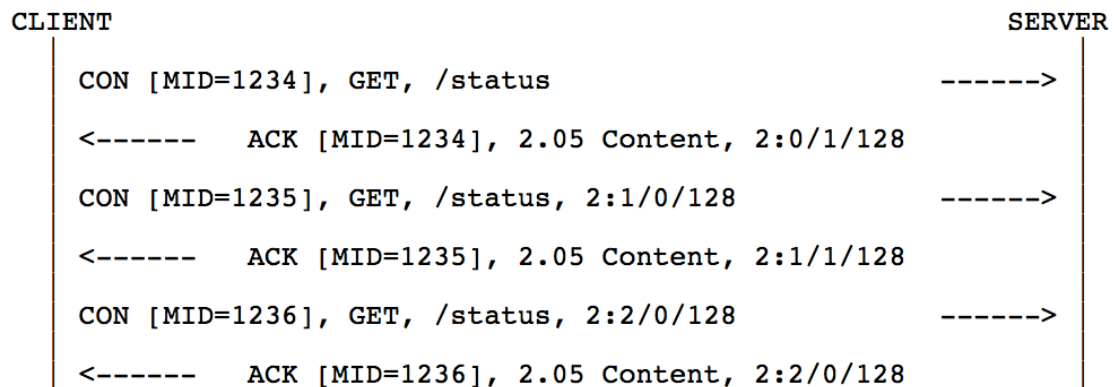 CLIENT SERVER
CON [MID=1234], GET, /status ------>
<------ ACK [MID=1234], 2.05 Content, 2:0/1/128
CON [MID=1235], GET, /status, 2:1/0/128 ------>
<------ ACK [MID=1235], 2.05 Content, 2:1/1/128
CON [MID=1236], GET, /status, 2:2/0/128 ------>
<------ ACK [MID=1236], 2.05 Content, 2:2/0/128